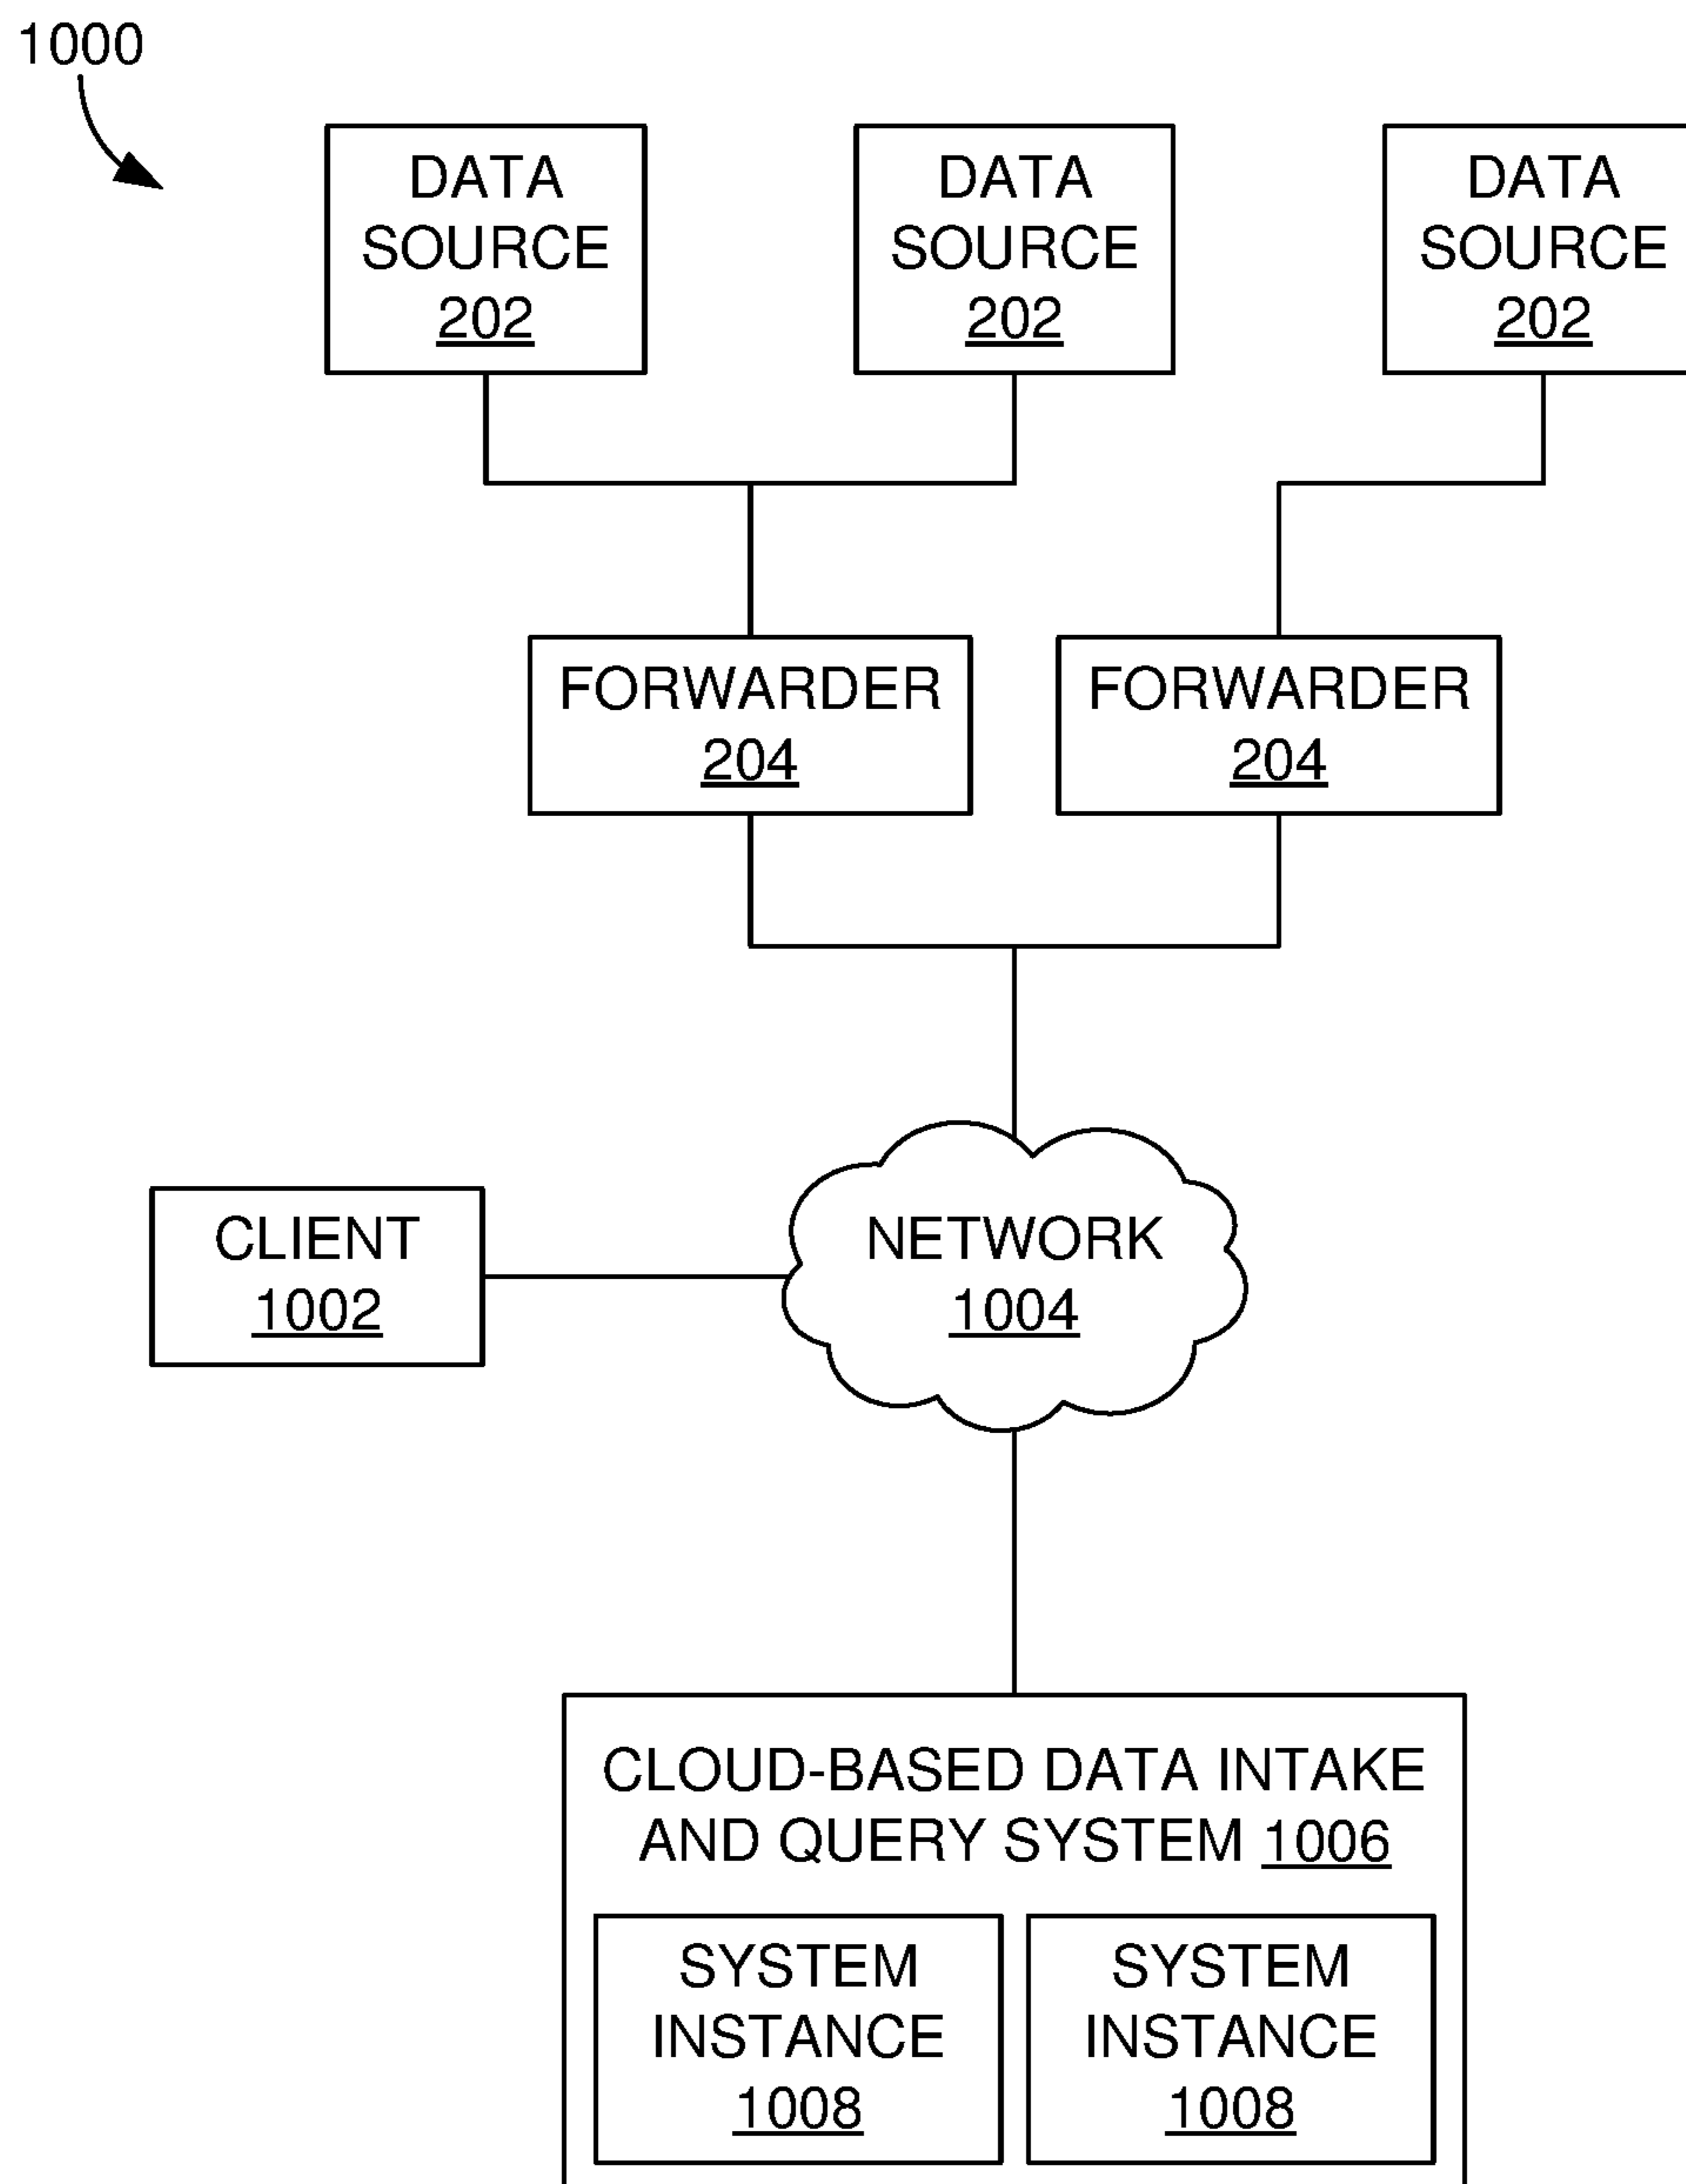 1000
DATA
SOURCE
202
DATA
SOURCE
202
DATA
SOURCE
202
FORWARDER
204
FORWARDER
204
CLIENT
1002
NETWORK
1004
CLOUD-BASED DATA INTAKE
AND QUERY SYSTEM 1006
SYSTEM
INSTANCE
1008
SYSTEM
INSTANCE
1008